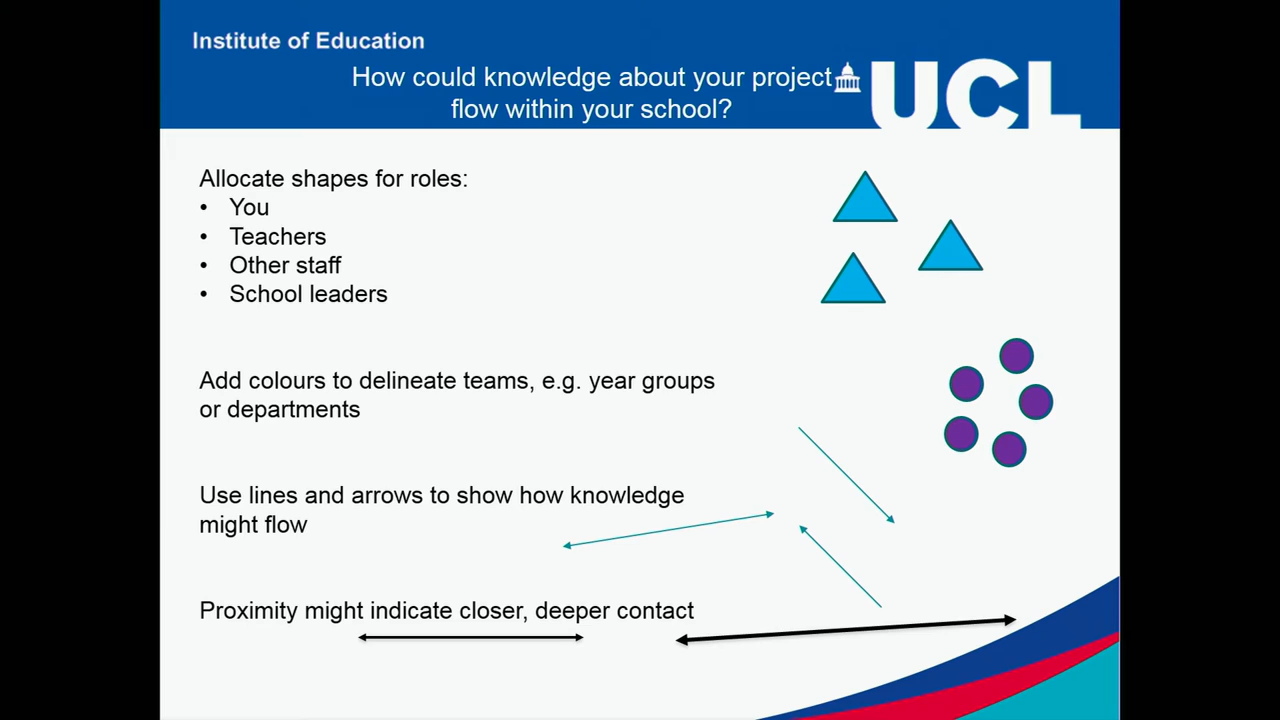 Institute of Education
How could knowledge about your project
flow within your school?
UCL
Allocate shapes for roles:
• You
• Teachers
• Other staff
• School leaders
Add colours to delineate teams, e.g. year groups
or departments
Use lines and arrows to show how knowledge
might flow
Proximity might indicate closer, deeper contact